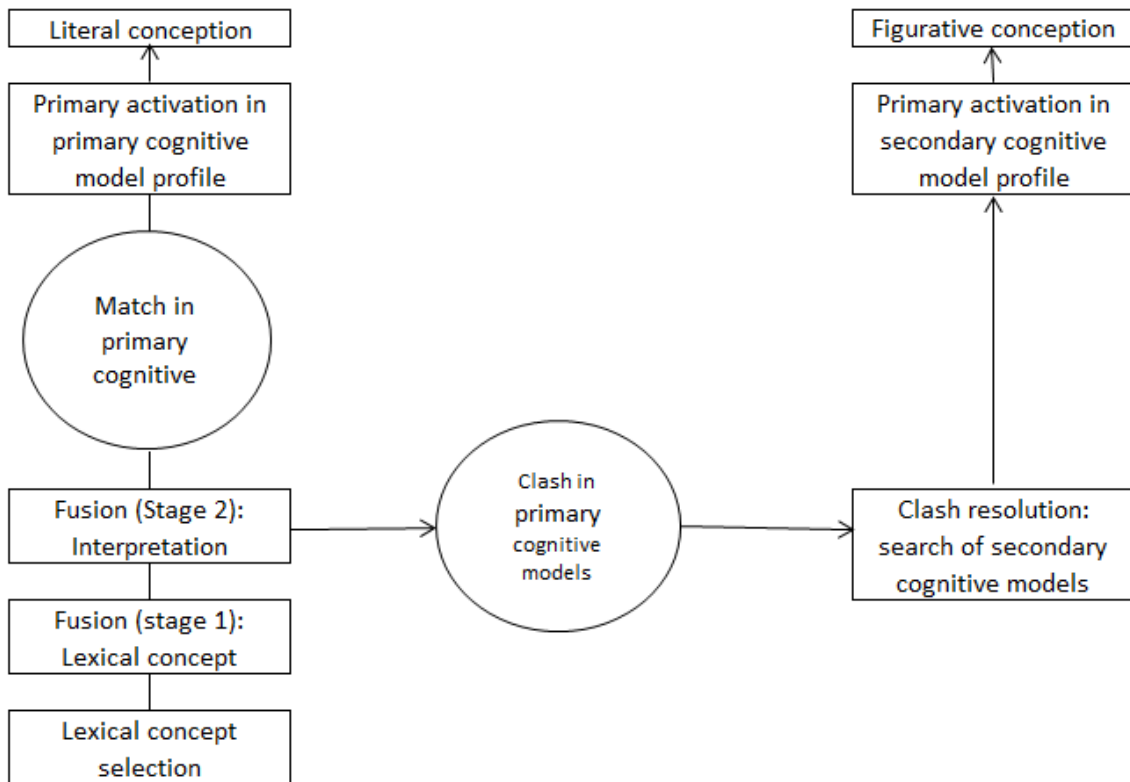 Literal conception
Figurative conception
Primary activation in
primary cognitive
model profile
Primary activation in
secondary cognitive
model profile
Match in
primary
cognitive
Clash in
primary
cognitive
models
Fusion (Stage 2):
Interpretation
Clash resolution:
search of secondary
cognitive models
Fusion (stage 1):
Lexical concept
Lexical concept
selection